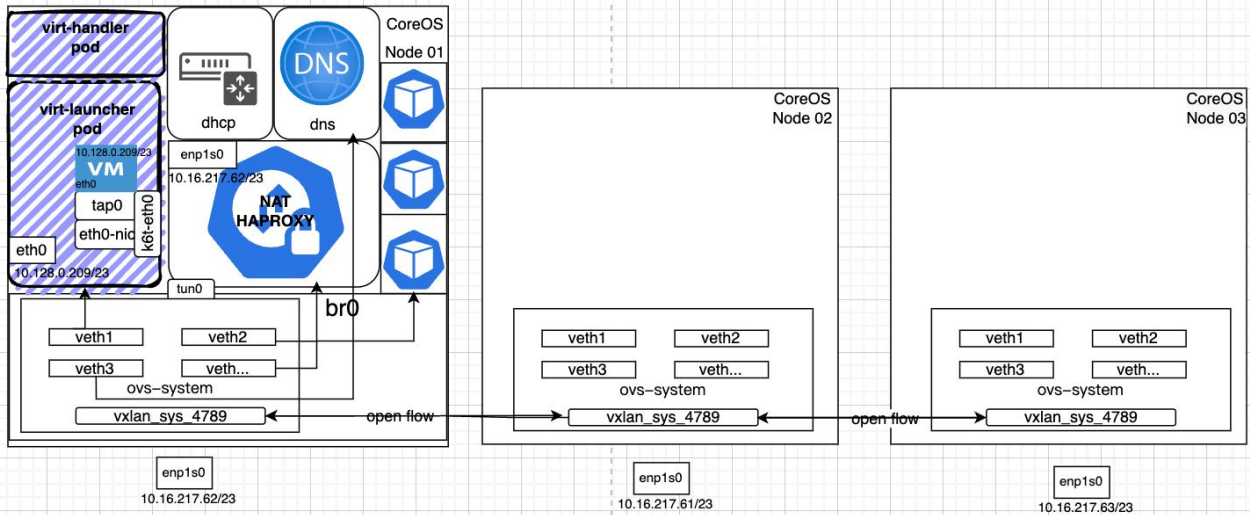 virt-handler
pod
virt-launcher
pod
10.128.0.209/23
VM
eth0
tap0
eth0-nic
k6t-eth0
eth0
10.128.0.209/23
dhcp
DNS
dns
CoreOS
Node 01
enp1s0
10.16.217.62/23
NAT
HAPROXY
tun0
br0
veth1
veth2
veth3
veth...
ovs-system
vxlan_sys_4789
open flow
enp1s0
10.16.217.62/23
CoreOS
Node 02
veth1
veth2
veth3
veth...
ovs-system
vxlan_sys_4789
open flow
enp1s0
10.16.217.61/23
CoreOS
Node 03
veth1
veth2
veth3
veth...
ovs-system
vxlan_sys_4789
enp1s0
10.16.217.63/23